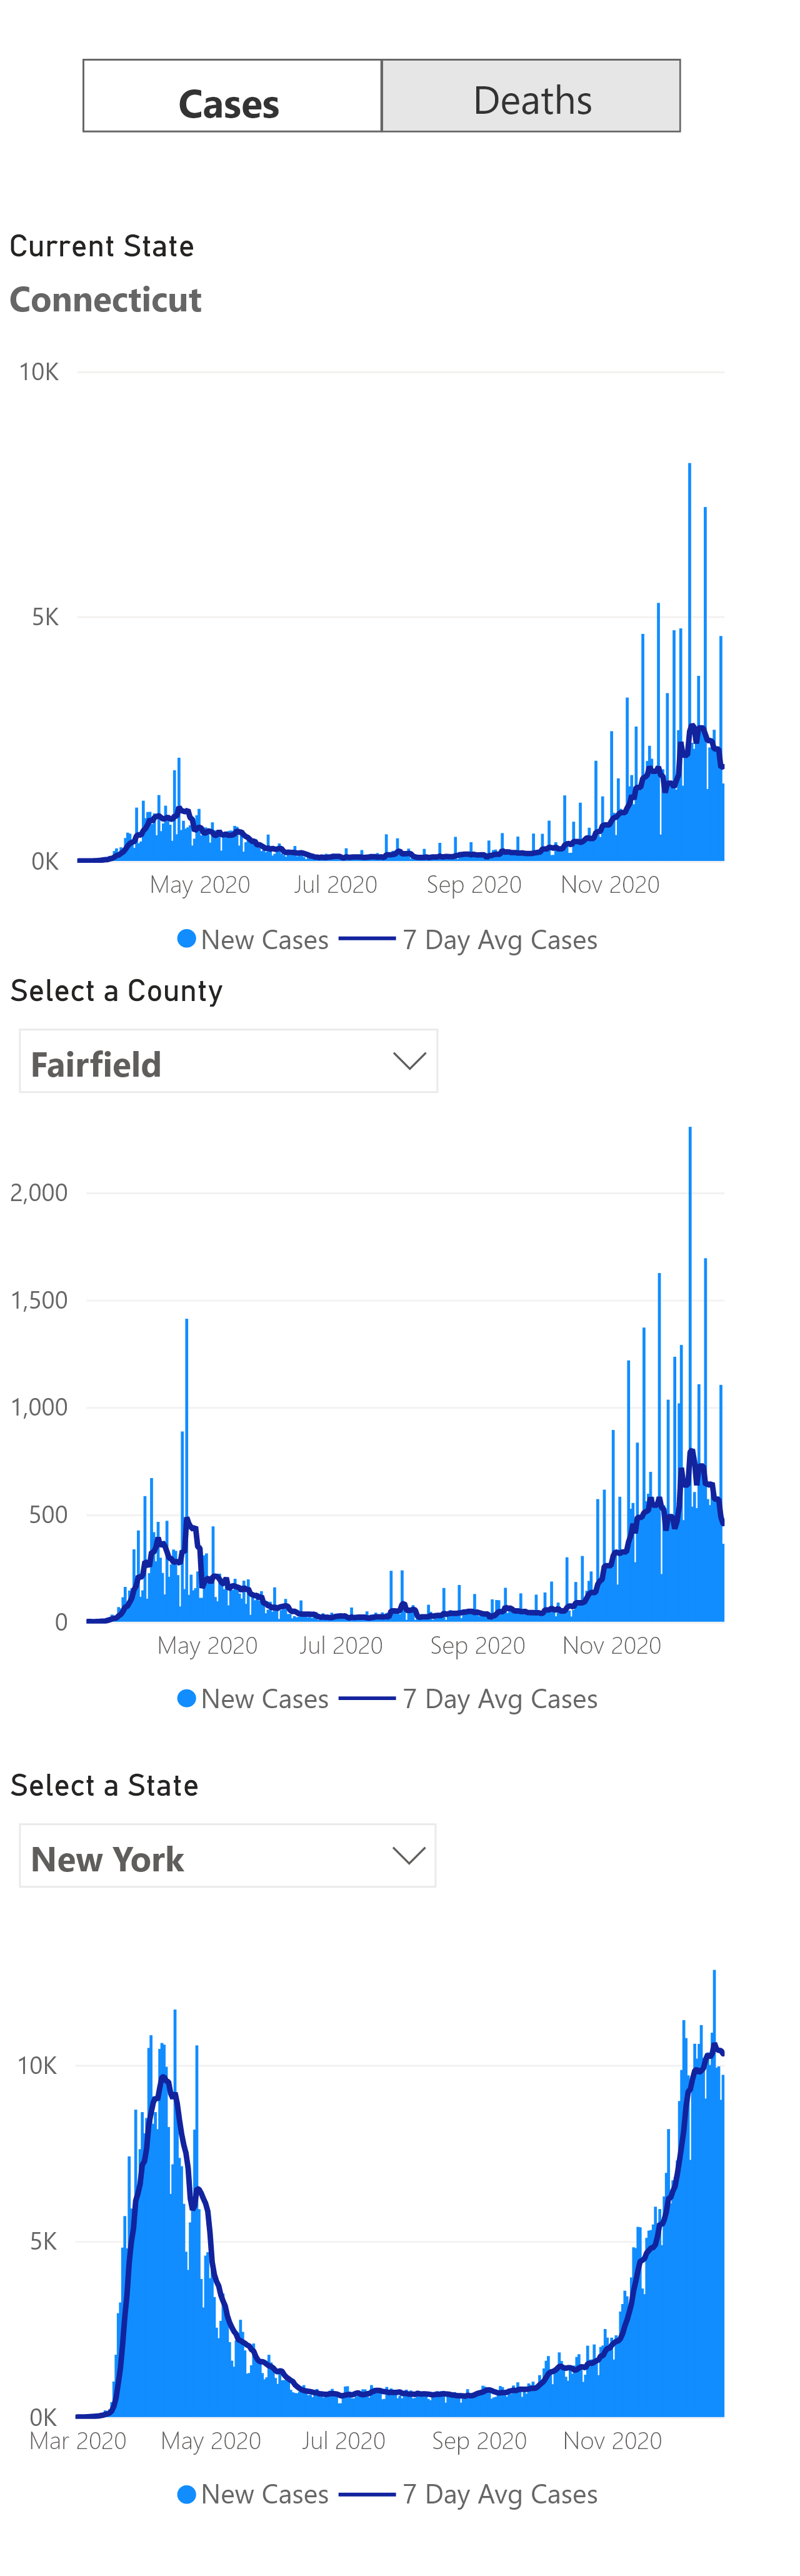 Cases Deaths
Current State
Connecticut
10K
5K
0K
May 2020 Jul 2020 Sep 2020 Nov 2020
New Cases 7 Day Avg Cases
Select a County
Fairfield
2,000
1,500
1,000
500
0
May 2020 Jul 2020 Sep 2020 Nov 2020
New Cases 7 Day Avg Cases
Select a State
New York
10K
5K
0K
Mar 2020 May 2020 Jul 2020 Sep 2020 Nov 2020
New Cases 7 Day Avg Cases